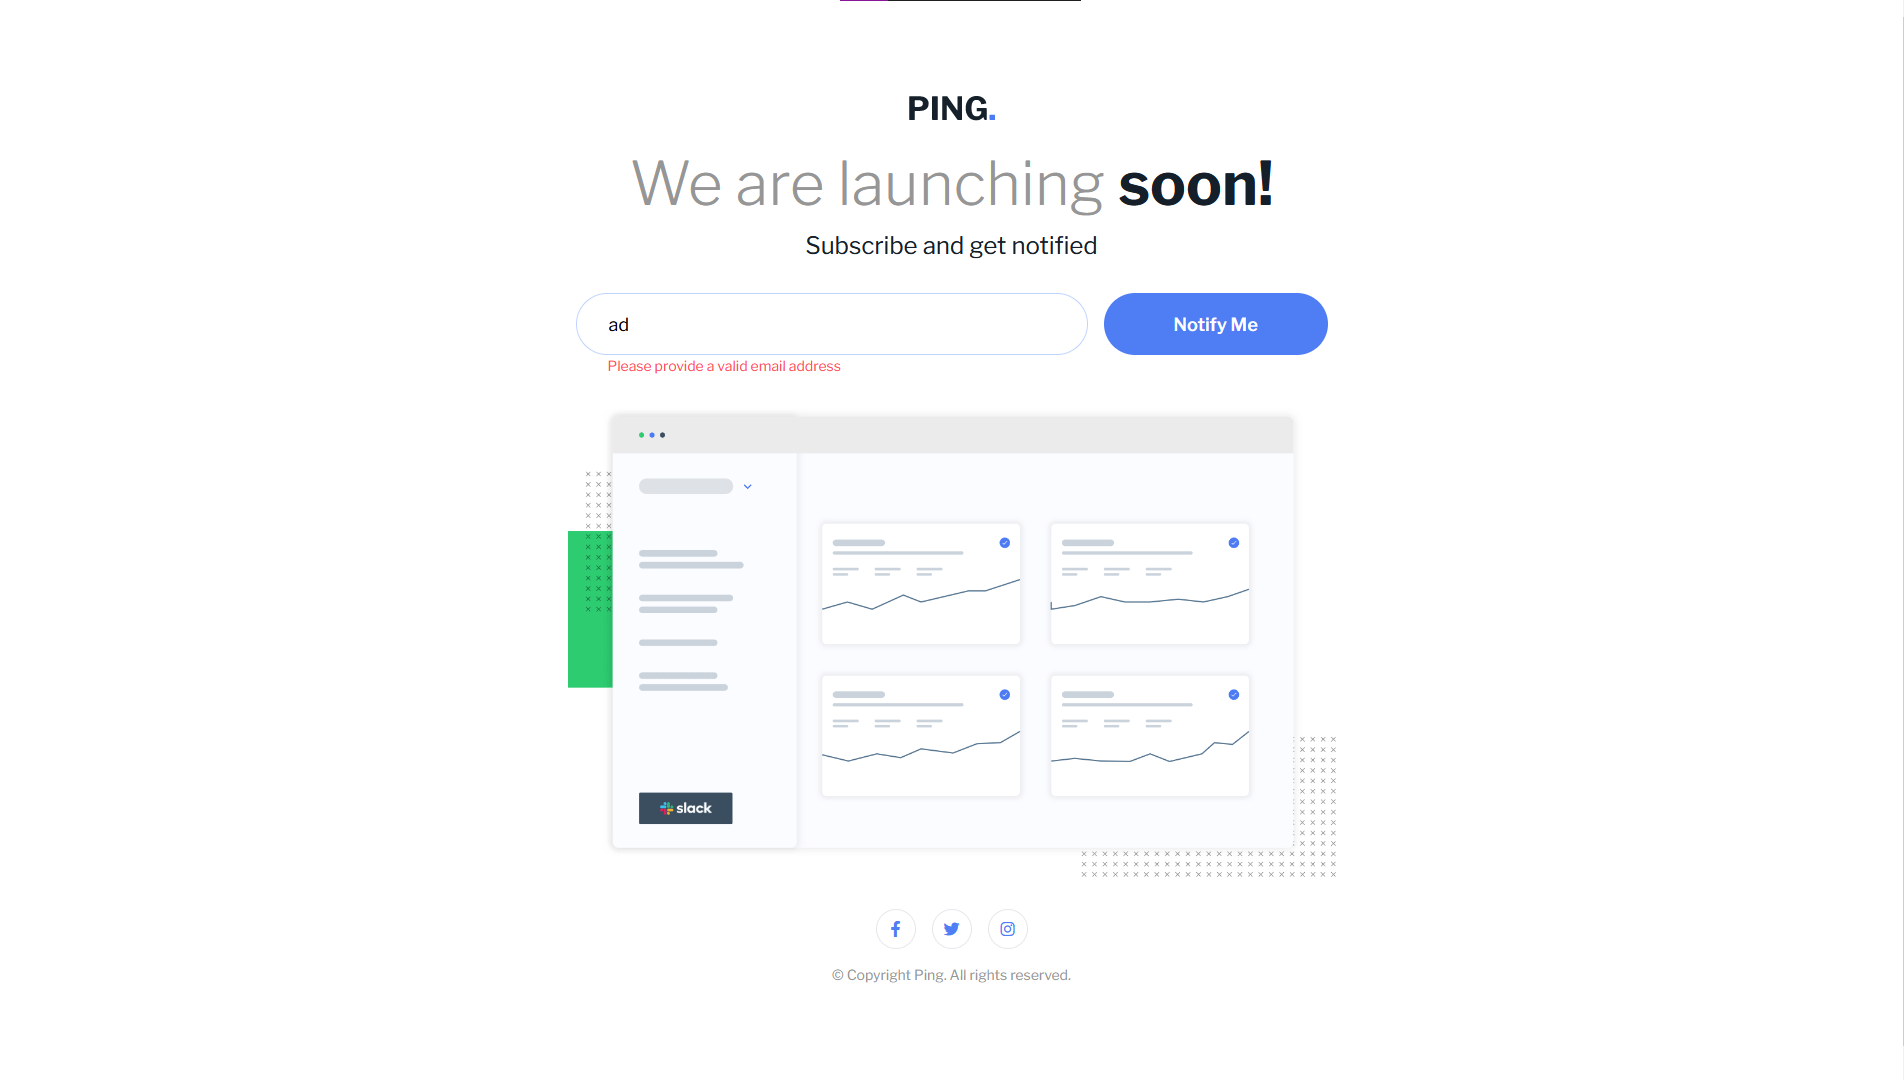 PING.
We are launching soon!
Subscribe and get notified
ad
Notify Me
Please provide a valid email address
slack
© Copyright Ping. All rights reserved.